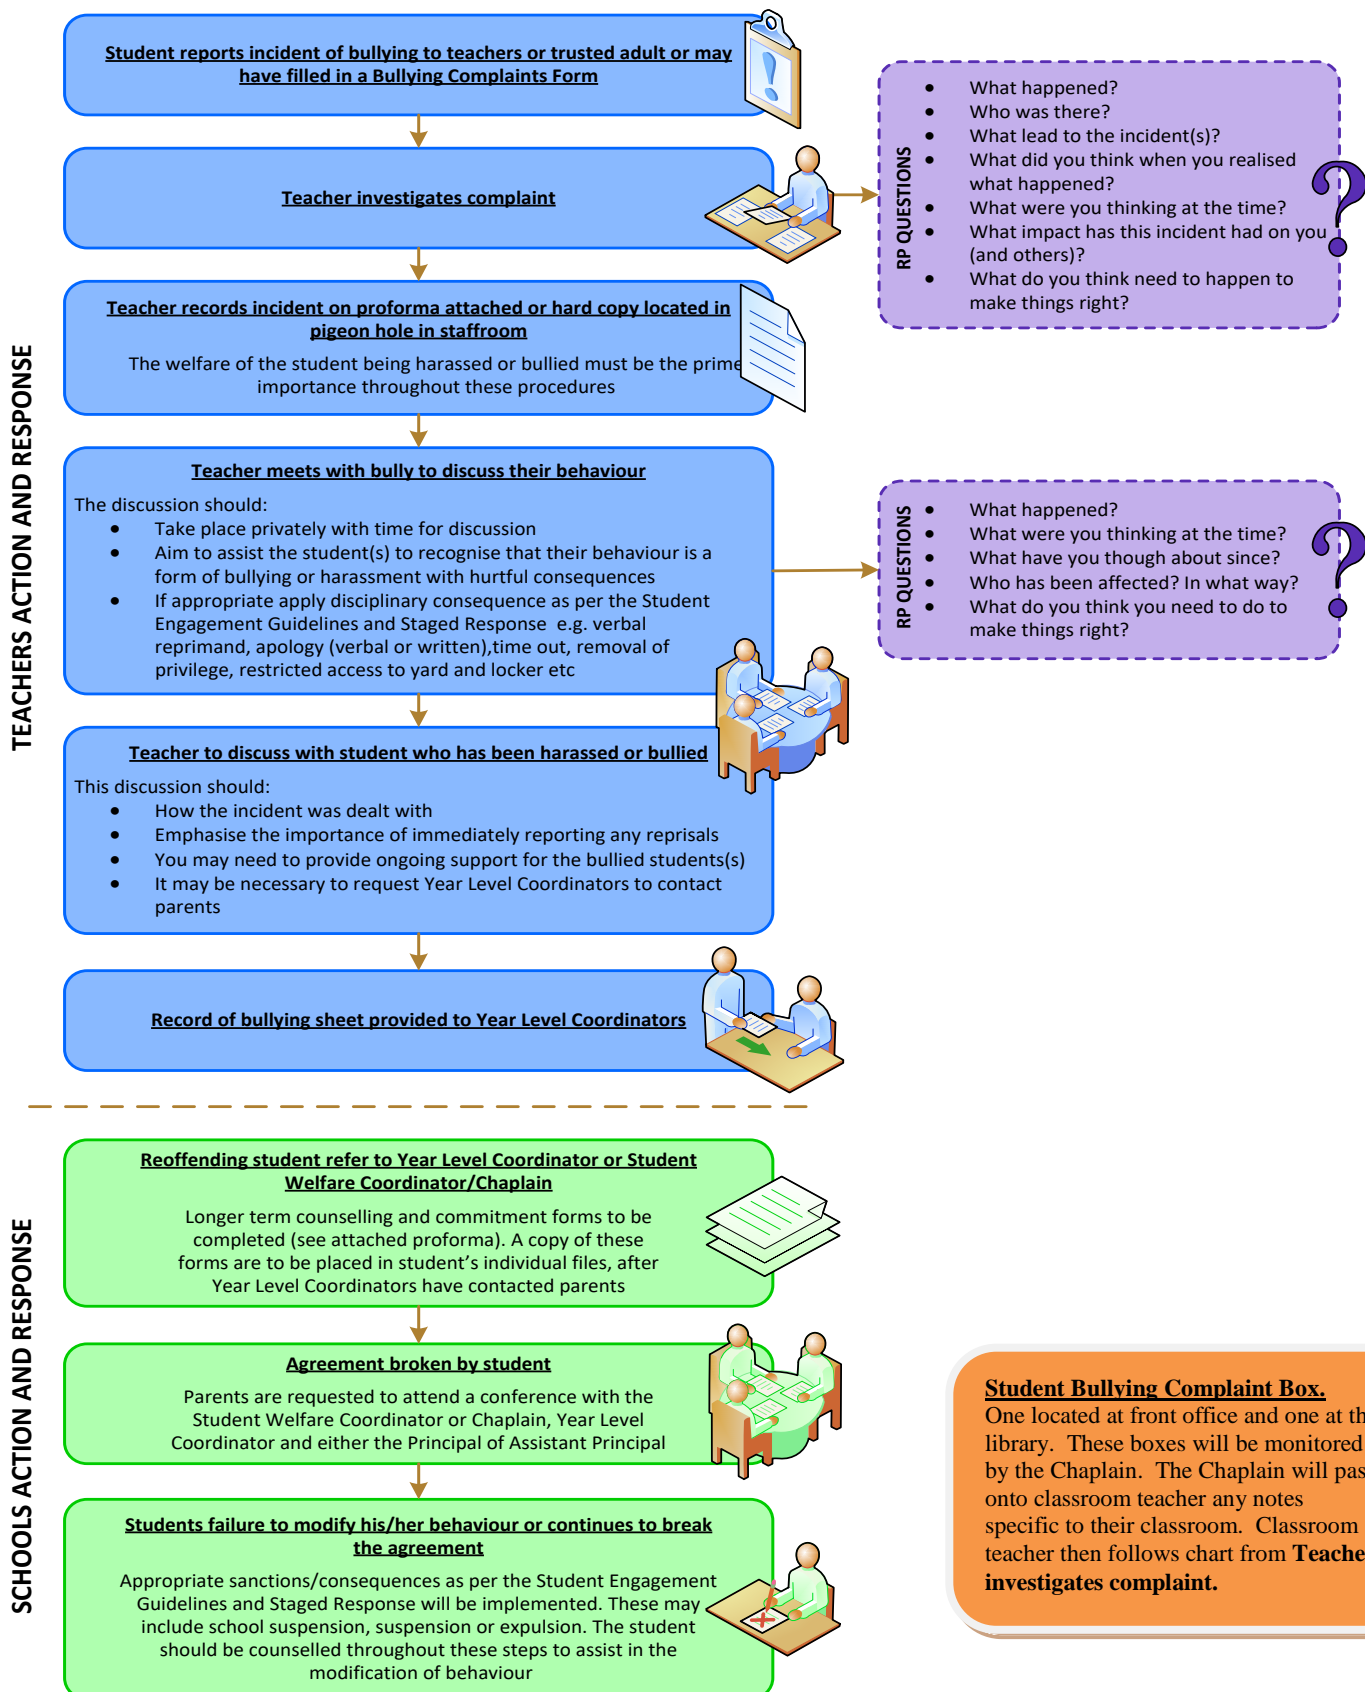 Student reports incident of bullying to teachers or trusted adult or may
have filled in a Bullying Complaints Form
Teacher investigates complaint
RP QUESTIONS
What happened?
Who was there?
What lead to the incident(s)?
What did you think when you realised
what happened?
What were you thinking at the time?
What impact has this incident had on you
(and others)?
What do you think need to happen to
make things right?
TEACHERS ACTION AND RESPONSE
Teacher records incident on proforma attached or hard copy located in
pigeon hole in staffroom
The welfare of the student being harassed or bullied must be the prime
importance throughout these procedures
Teacher meets with bully to discuss their behaviour
The discussion should:
Take place privately with time for discussion
Aim to assist the student(s) to recognise that their behaviour is a
form of bullying or harassment with hurtful consequences
If appropriate apply disciplinary consequence as per the Student
Engagement Guidelines and Staged Response e.g. verbal
reprimand, apology (verbal or written),time out, removal of
privilege, restricted access to yard and locker etc
RP QUESTIONS
What happened?
What were you thinking at the time?
What have you though about since?
Who has been affected? In what way?
What do you think you need to do to
make things right?
Teacher to discuss with student who has been harassed or bullied
This discussion should:
How the incident was dealt with
Emphasise the importance of immediately reporting any reprisals
You may need to provide ongoing support for the bullied students(s)
It may be necessary to request Year Level Coordinators to contact
parents
Record of bullying sheet provided to Year Level Coordinators
SCHOOLS ACTION AND RESPONSE
Reoffending student refer to Year Level Coordinator or Student
Welfare Coordinator/Chaplain
Longer term counselling and commitment forms to be
completed (see attached proforma). A copy of these
forms are to be placed in student’s individual files, after
Year Level Coordinators have contacted parents
Agreement broken by student
Parents are requested to attend a conference with the
Student Welfare Coordinator or Chaplain, Year Level
Coordinator and either the Principal of Assistant Principal
Students failure to modify his/her behaviour or continues to break
the agreement
Appropriate sanctions/consequences as per the Student Engagement
Guidelines and Staged Response will be implemented. These may
include school suspension, suspension or expulsion. The student
should be counselled throughout these steps to assist in the
modification of behaviour
Student Bullying Complaint Box.
One located at front office and one at th
library. These boxes will be monitored
by the Chaplain. The Chaplain will pas
onto classroom teacher any notes
specific to their classroom. Classroom
teacher then follows chart from Teache
investigates complaint.